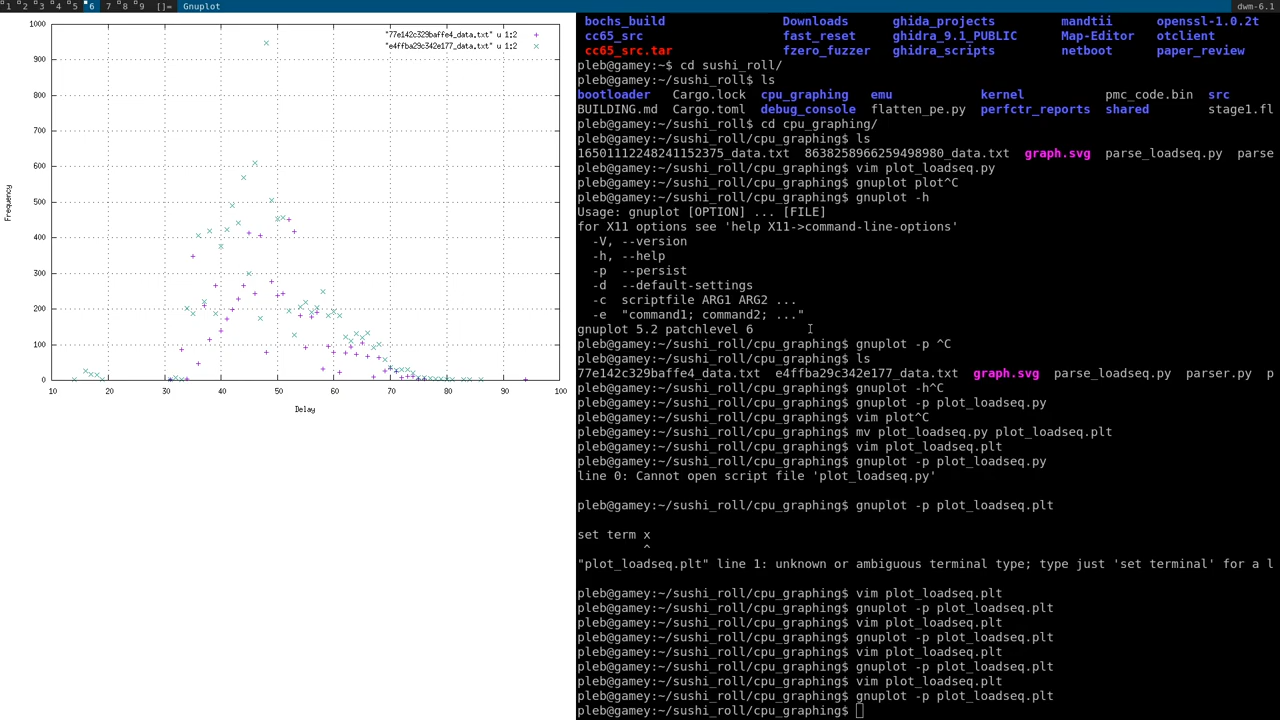 1 2 3 4 5 6 7 8 9 []= Gnuplot dwm-6.1
1000
900
800
700
600
500
400
300
200
100
0
10 20 30 40 50 60 70 80 90 100
Frequency
Delay
"77e142c329baffe4_data.txt" u 1:2
"e4ffba29c342e177_data.txt" u 1:2
bochs_build Downloads ghida_projects mandtii openssl-1.0.2t
cc65_src fast_reset ghidra_9.1_PUBLIC Map-Editor otclient
cc65_src.tar fzero_fuzzer ghidra_scripts netboot paper_review
pleb@gamey:~$ cd sushi_roll/
pleb@gamey:~/sushi_roll$ ls
bootloader Cargo.lock cpu_graphing emu kernel pmc_code.bin src
BUILDING.md Cargo.toml debug_console flatten_pe.py perfctr_reports shared stage1.fl
pleb@gamey:~/sushi_roll$ cd cpu_graphing/
pleb@gamey:~/sushi_roll/cpu_graphing$ ls
16501112248241152375_data.txt 8638258966259498980_data.txt graph.svg parse_loadseq.py parse
pleb@gamey:~/sushi_roll/cpu_graphing$ vim plot_loadseq.py
pleb@gamey:~/sushi_roll/cpu_graphing$ gnuplot plot^C
pleb@gamey:~/sushi_roll/cpu_graphing$ gnuplot -h
Usage: gnuplot [OPTION] ... [FILE]
for X11 options see 'help X11->command-line-options'
-V, --version
-h, --help
-p --persist
-d --default-settings
-c scriptfile ARG1 ARG2 ...
-e "command1; command2; ..."
gnuplot 5.2 patchlevel 6
pleb@gamey:~/sushi_roll/cpu_graphing$ gnuplot -p ^C
pleb@gamey:~/sushi_roll/cpu_graphing$ ls
77e142c329baffe4_data.txt e4ffba29c342e177_data.txt graph.svg parse_loadseq.py parser.py p
pleb@gamey:~/sushi_roll/cpu_graphing$ gnuplot -h^C
pleb@gamey:~/sushi_roll/cpu_graphing$ gnuplot -p plot_loadseq.py
pleb@gamey:~/sushi_roll/cpu_graphing$ vim plot^C
pleb@gamey:~/sushi_roll/cpu_graphing$ mv plot_loadseq.py plot_loadseq.plt
pleb@gamey:~/sushi_roll/cpu_graphing$ vim plot_loadseq.plt
pleb@gamey:~/sushi_roll/cpu_graphing$ gnuplot -p plot_loadseq.py
line 0: Cannot open script file 'plot_loadseq.py'
pleb@gamey:~/sushi_roll/cpu_graphing$ gnuplot -p plot_loadseq.plt
set term x
^
"plot_loadseq.plt" line 1: unknown or ambiguous terminal type; type just 'set terminal' for a l
pleb@gamey:~/sushi_roll/cpu_graphing$ vim plot_loadseq.plt
pleb@gamey:~/sushi_roll/cpu_graphing$ gnuplot -p plot_loadseq.plt
pleb@gamey:~/sushi_roll/cpu_graphing$ vim plot_loadseq.plt
pleb@gamey:~/sushi_roll/cpu_graphing$ gnuplot -p plot_loadseq.plt
pleb@gamey:~/sushi_roll/cpu_graphing$ vim plot_loadseq.plt
pleb@gamey:~/sushi_roll/cpu_graphing$ gnuplot -p plot_loadseq.plt
pleb@gamey:~/sushi_roll/cpu_graphing$ vim plot_loadseq.plt
pleb@gamey:~/sushi_roll/cpu_graphing$ gnuplot -p plot_loadseq.plt
pleb@gamey:~/sushi_roll/cpu_graphing$